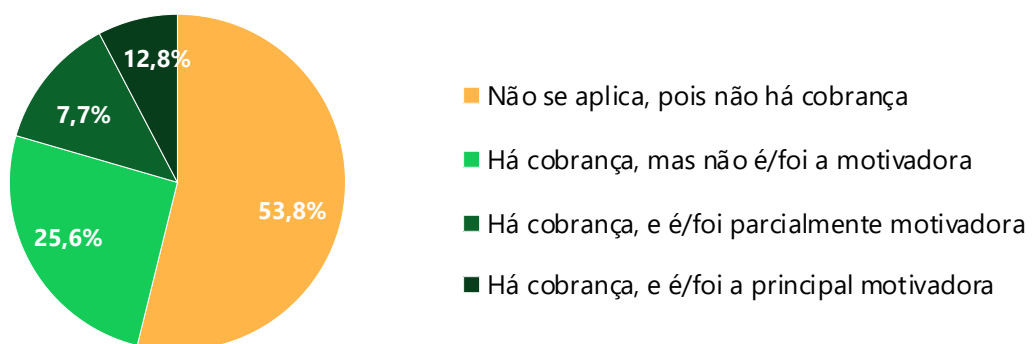 12,8%
7,7%
53,8%
25,6%
Não se aplica, pois não há cobrança
Há cobrança, mas não é/foi a motivadora
Há cobrança, e é/foi parcialmente motivadora
Há cobrança, e é/foi a principal motivadora